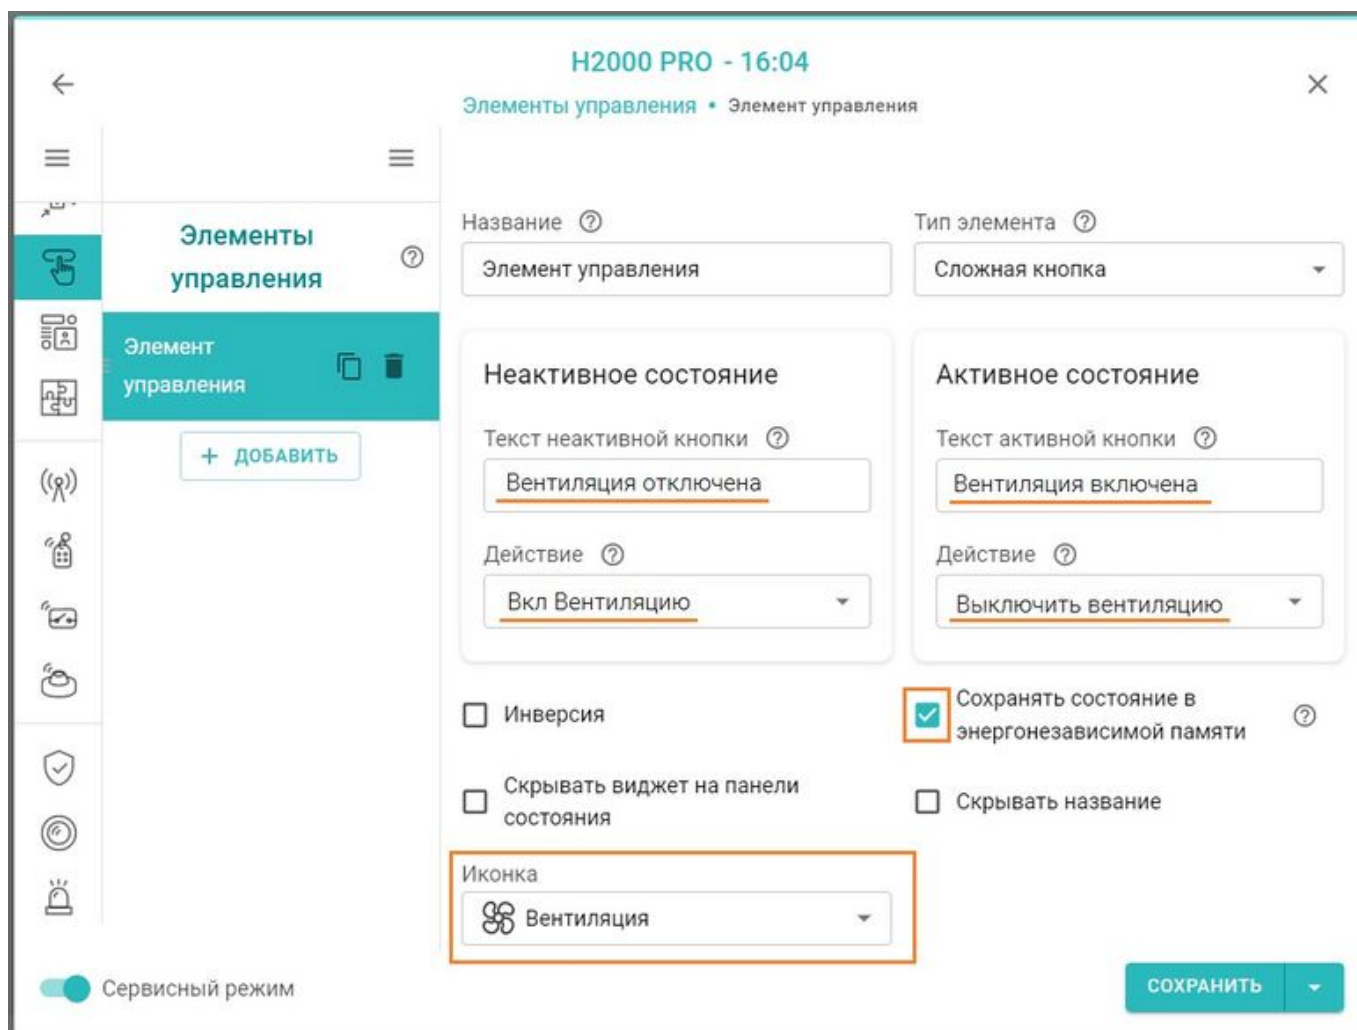 H2000 PRO - 16:04
Элементы управления • Элемент управления
Элементы
управления
Элемент
управления
+ ДОБАВИТЬ
Название
Элемент управления
Тип элемента
Сложная кнопка
Неактивное состояние
Текст неактивной кнопки
Вентиляция отключена
Действие
Вкл Вентиляцию
Активное состояние
Текст активной кнопки
Вентиляция включена
Действие
Выключить вентиляцию
Инверсия
Сохранять состояние в
энергонезависимой памяти
Скрывать виджет на панели
состояния
Скрывать название
Иконка
Вентиляция
Сервисный режим
СОХРАНИТЬ